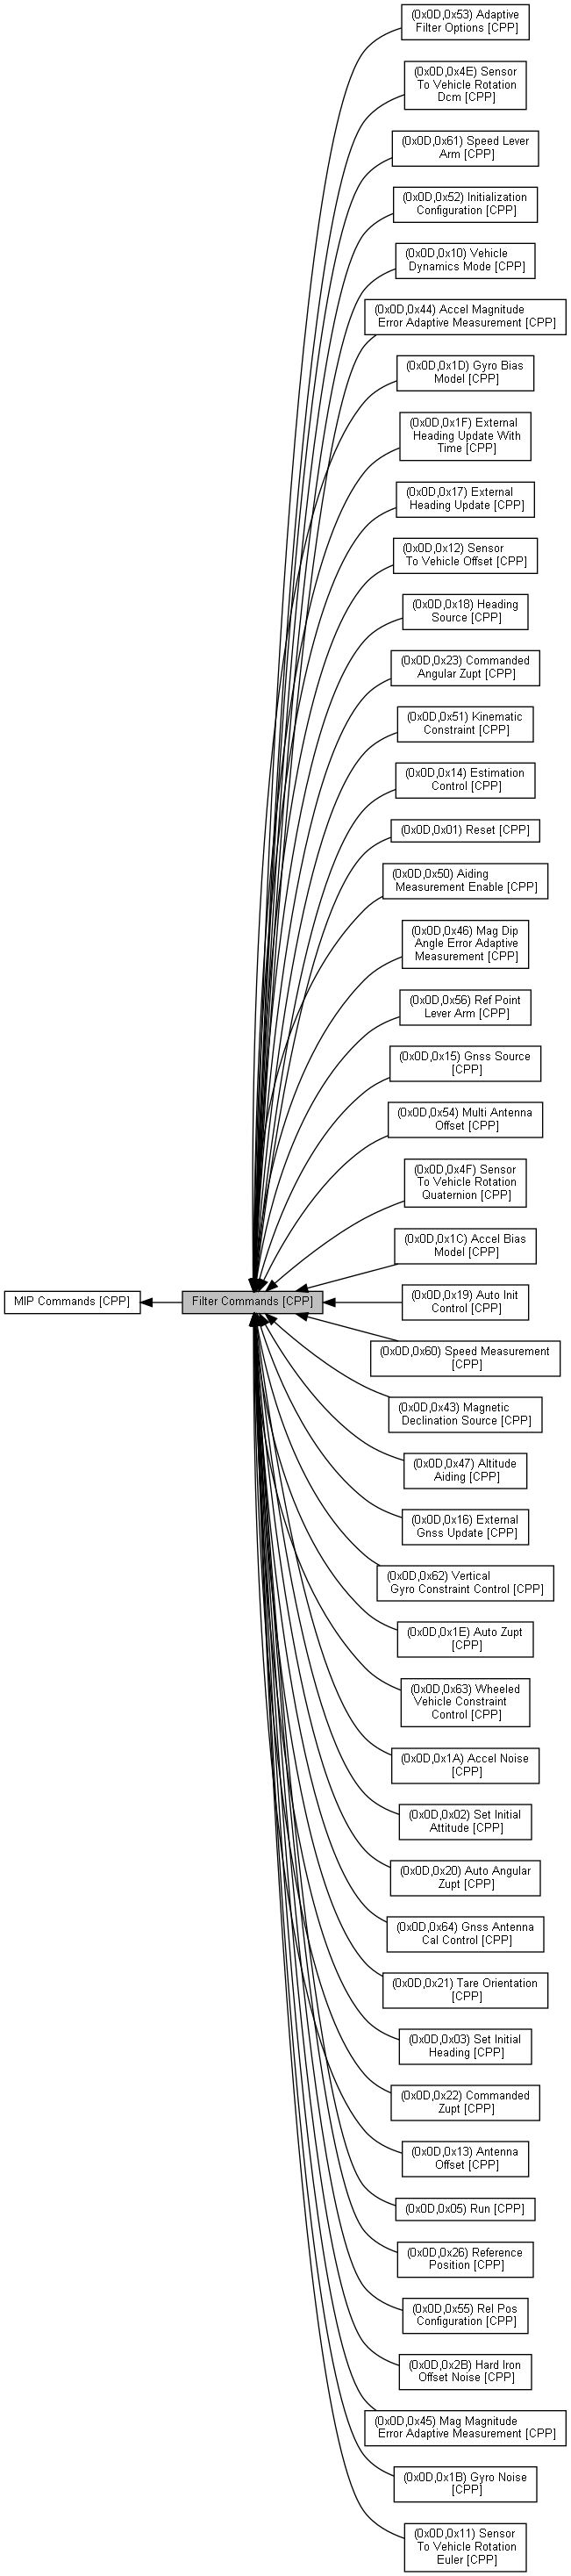 (0x0D,0x53) Adaptive
Filter Options [CPP]
(0x0D,0x4E) Sensor
To Vehicle Rotation
Dcm [CPP]
(0x0D,0x61) Speed Lever
Arm [CPP]
(0x0D,0x52) Initialization
Configuration [CPP]
(0x0D,0x10) Vehicle
Dynamics Mode [CPP]
(0x0D,0x44) Accel Magnitude
Error Adaptive Measurement [CPP]
(0x0D,0x1D) Gyro Bias
Model [CPP]
(0x0D,0x1F) External
Heading Update With
Time [CPP]
(0x0D,0x17) External
Heading Update [CPP]
(0x0D,0x12) Sensor
To Vehicle Offset [CPP]
(0x0D,0x18) Heading
Source [CPP]
(0x0D,0x23) Commanded
Angular Zupt [CPP]
(0x0D,0x51) Kinematic
Constraint [CPP]
(0x0D,0x14) Estimation
Control [CPP]
(0x0D,0x01) Reset [CPP]
(0x0D,0x50) Aiding
Measurement Enable [CPP]
(0x0D,0x46) Mag Dip
Angle Error Adaptive
Measurement [CPP]
(0x0D,0x56) Ref Point
Lever Arm [CPP]
(0x0D,0x15) Gnss Source
[CPP]
(0x0D,0x54) Multi Antenna
Offset [CPP]
(0x0D,0x4F) Sensor
To Vehicle Rotation
Quaternion [CPP]
(0x0D,0x1C) Accel Bias
Model [CPP]
MIP Commands [CPP]
Filter Commands [CPP]
(0x0D,0x19) Auto Init
Control [CPP]
(0x0D,0x60) Speed Measurement
[CPP]
(0x0D,0x43) Magnetic
Declination Source [CPP]
(0x0D,0x47) Altitude
Aiding [CPP]
(0x0D,0x16) External
Gnss Update [CPP]
(0x0D,0x62) Vertical
Gyro Constraint Control [CPP]
(0x0D,0x1E) Auto Zupt
[CPP]
(0x0D,0x63) Wheeled
Vehicle Constraint
Control [CPP]
(0x0D,0x1A) Accel Noise
[CPP]
(0x0D,0x02) Set Initial
Attitude [CPP]
(0x0D,0x20) Auto Angular
Zupt [CPP]
(0x0D,0x64) Gnss Antenna
Cal Control [CPP]
(0x0D,0x21) Tare Orientation
[CPP]
(0x0D,0x03) Set Initial
Heading [CPP]
(0x0D,0x22) Commanded
Zupt [CPP]
(0x0D,0x13) Antenna
Offset [CPP]
(0x0D,0x05) Run [CPP]
(0x0D,0x26) Reference
Position [CPP]
(0x0D,0x55) Rel Pos
Configuration [CPP]
(0x0D,0x2B) Hard Iron
Offset Noise [CPP]
(0x0D,0x45) Mag Magnitude
Error Adaptive Measurement [CPP]
(0x0D,0x1B) Gyro Noise
[CPP]
(0x0D,0x11) Sensor
To Vehicle Rotation
Euler [CPP]